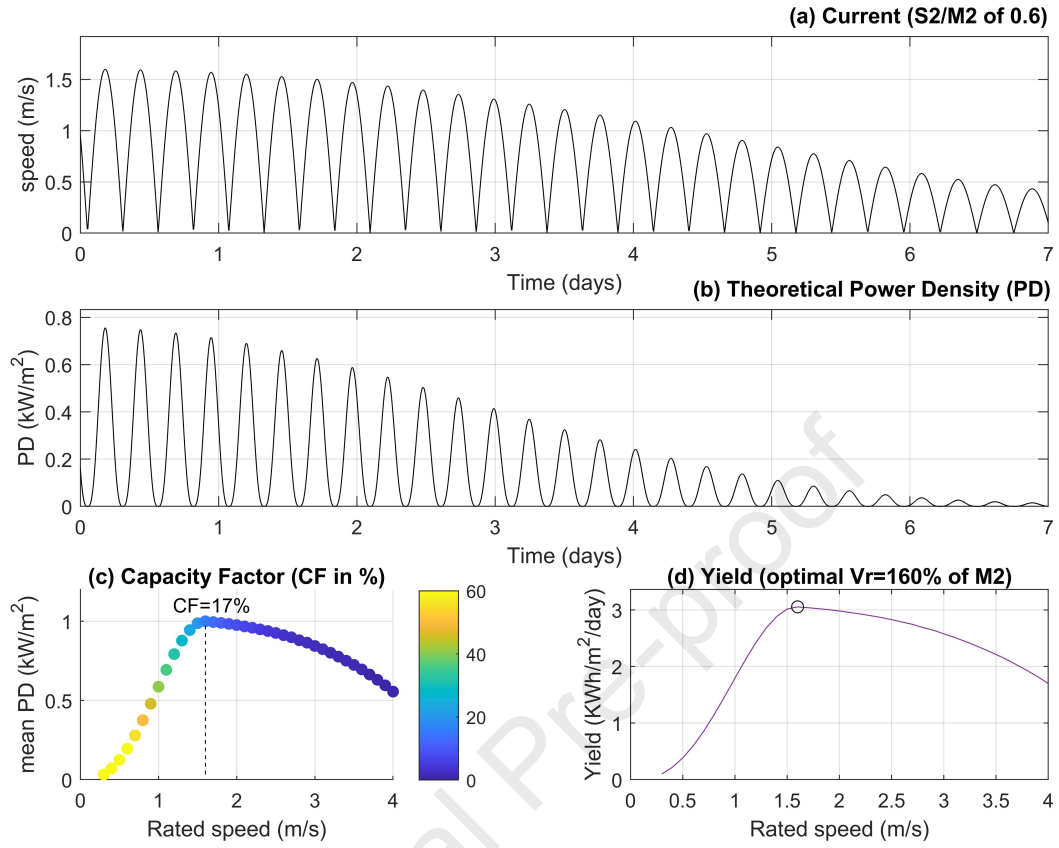 (a) Current (S2/M2 of 0.6)
speed (m/s)
1.5
1
0.5
0
0 1 2 3 4 5 6 7
Time (days)
(b) Theoretical Power Density (PD)
PD (kW/m²)
0.8
0.6
0.4
0.2
0
0 1 2 3 4 5 6 7
Time (days)
(c) Capacity Factor (CF in %)
mean PD (kW/m²)
CF=17%
1
0.5
0
0 1 2 3 4
Rated speed (m/s)
60
40
20
0
(d) Yield (optimal Vr=160% of M2)
Yield (KWh/m²/day)
3
2
1
0
0 0.5 1 1.5 2 2.5 3 3.5 4
Rated speed (m/s)
al Pre-proof